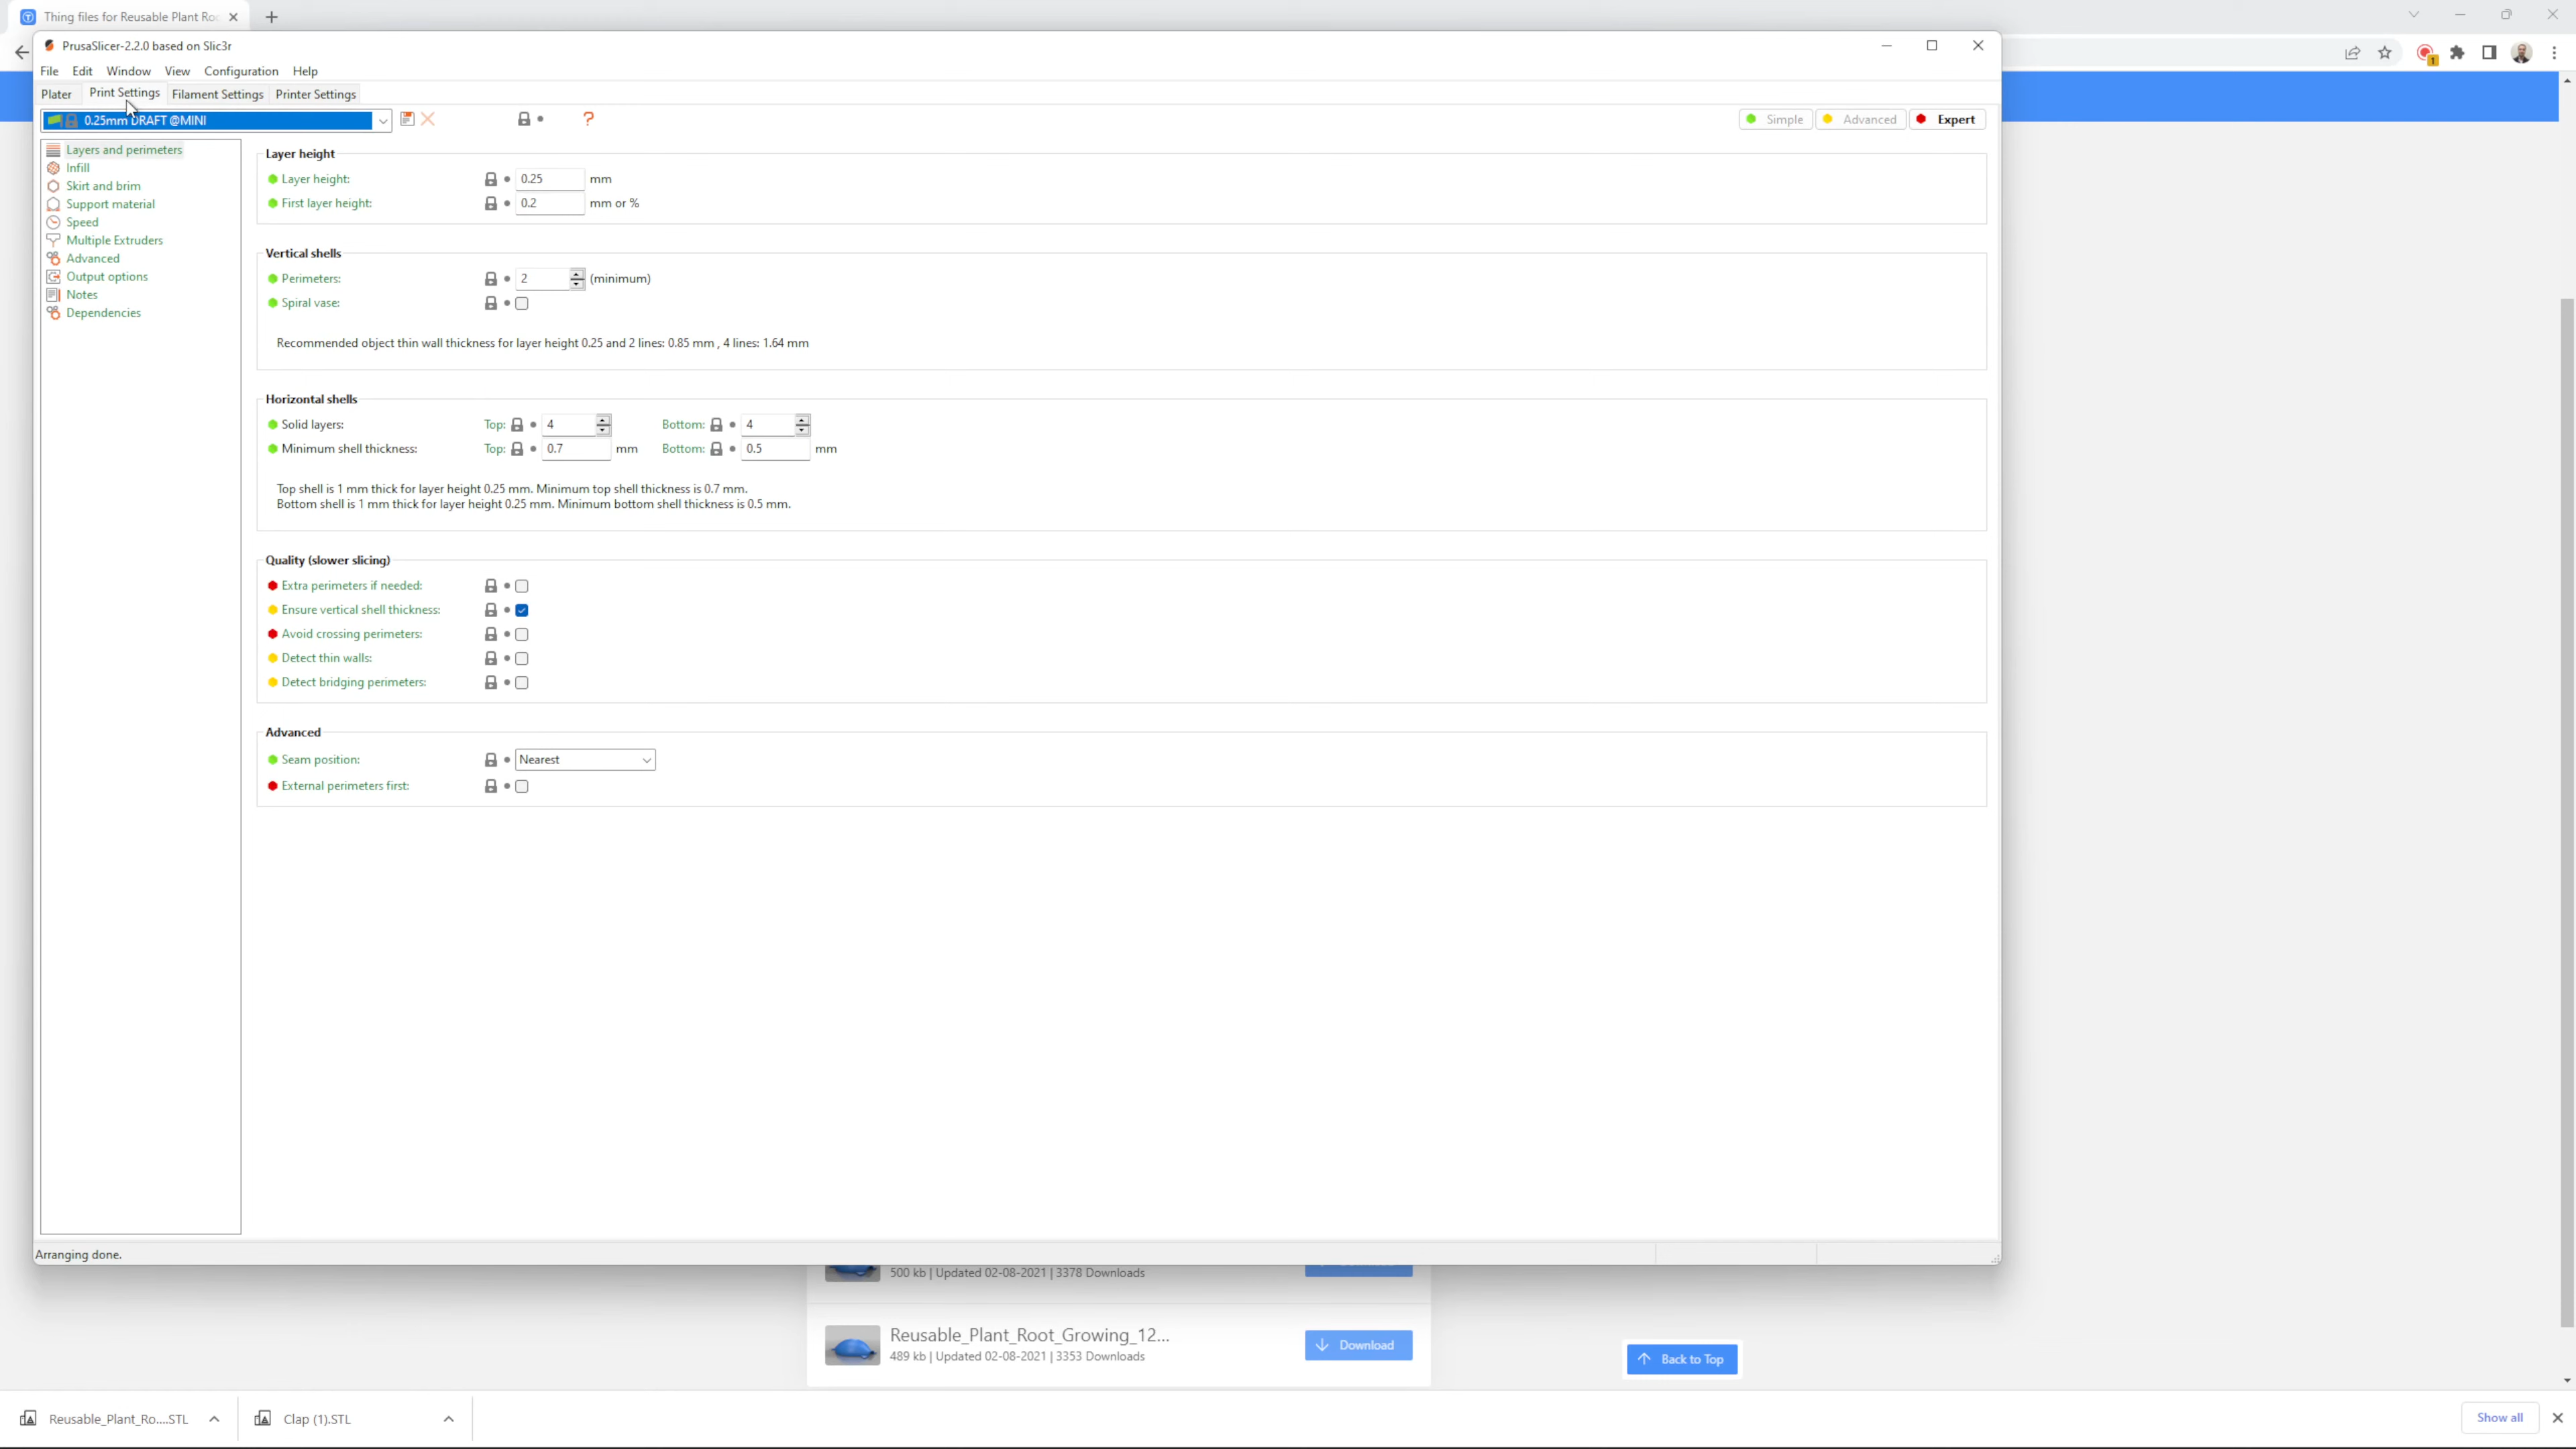 Thing files for Reusable Plant Ro
PrusaSlicer-2.2.0 based on Slic3r
File Edit Window View Configuration Help
Plater Print Settings Filament Settings Printer Settings
0.25mm DRAFT @MINI
?
Simple Advanced Expert
1
Layers and perimeters
Infill
Skirt and brim
Support material
Speed
Multiple Extruders
Advanced
Output options
Notes
Dependencies
Layer height
Layer height: 0.25 mm
First layer height: 0.2 mm or %
Vertical shells
Perimeters: 2 (minimum)
Spiral vase:
Recommended object thin wall thickness for layer height 0.25 and 2 lines: 0.85 mm , 4 lines: 1.64 mm
Horizontal shells
Solid layers: Top: 4 Bottom: 4
Minimum shell thickness: Top: 0.7 mm Bottom: 0.5 mm
Top shell is 1 mm thick for layer height 0.25 mm. Minimum top shell thickness is 0.7 mm.
Bottom shell is 1 mm thick for layer height 0.25 mm. Minimum bottom shell thickness is 0.5 mm.
Quality (slower slicing)
Extra perimeters if needed:
Ensure vertical shell thickness:
Avoid crossing perimeters:
Detect thin walls:
Detect bridging perimeters:
Advanced
Seam position: Nearest
External perimeters first:
Arranging done.
500 kb | Updated 02-08-2021 | 3378 Downloads
Reusable_Plant_Root_Growing_12...
489 kb | Updated 02-08-2021 | 3353 Downloads
Download
Back to Top
Reusable_Plant_Ro....STL
Clap (1).STL
Show all